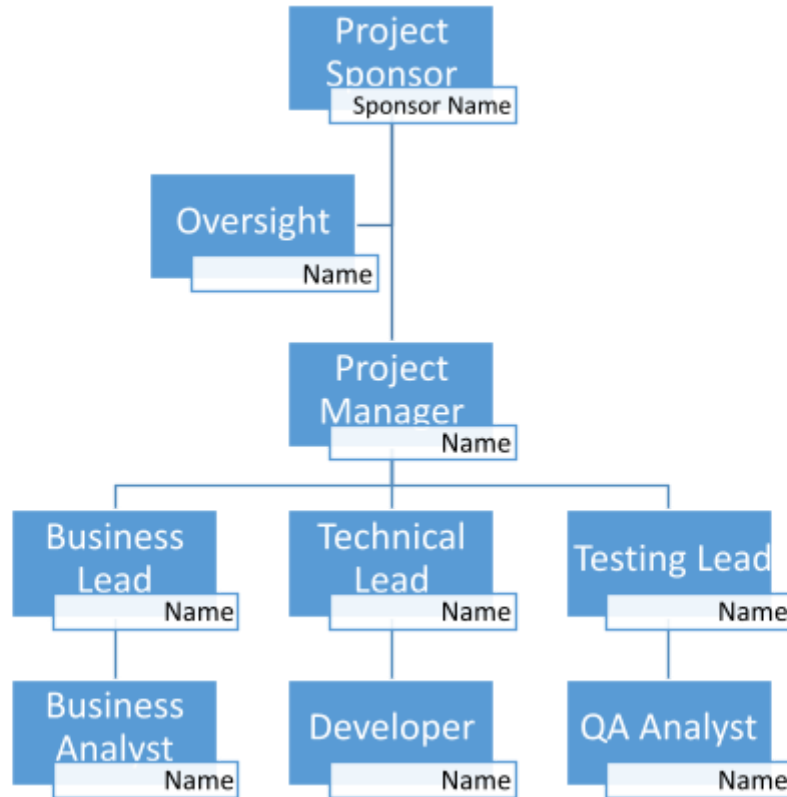 Project
Sponsor
Sponsor Name
Oversight
Name
Project
Manager
Name
Business
Lead
Name
Technical
Lead
Name
Testing Lead
Name
Business
Analyst
Name
Developer
Name
QA Analyst
Name